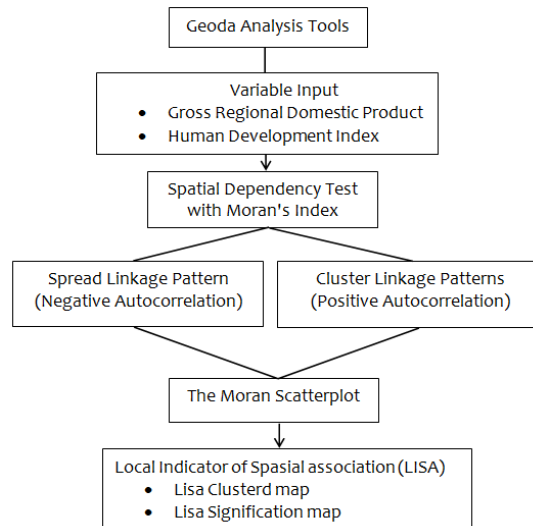 Geoda Analysis Tools
Variable Input
• Gross Regional Domestic Product
• Human Development Index
Spatial Dependency Test
with Moran's Index
Spread Linkage Pattern
(Negative Autocorrelation)
Cluster Linkage Patterns
(Positive Autocorrelation)
The Moran Scatterplot
Local Indicator of Spasial association (LISA)
• Lisa Clusterd map
• Lisa Signification map